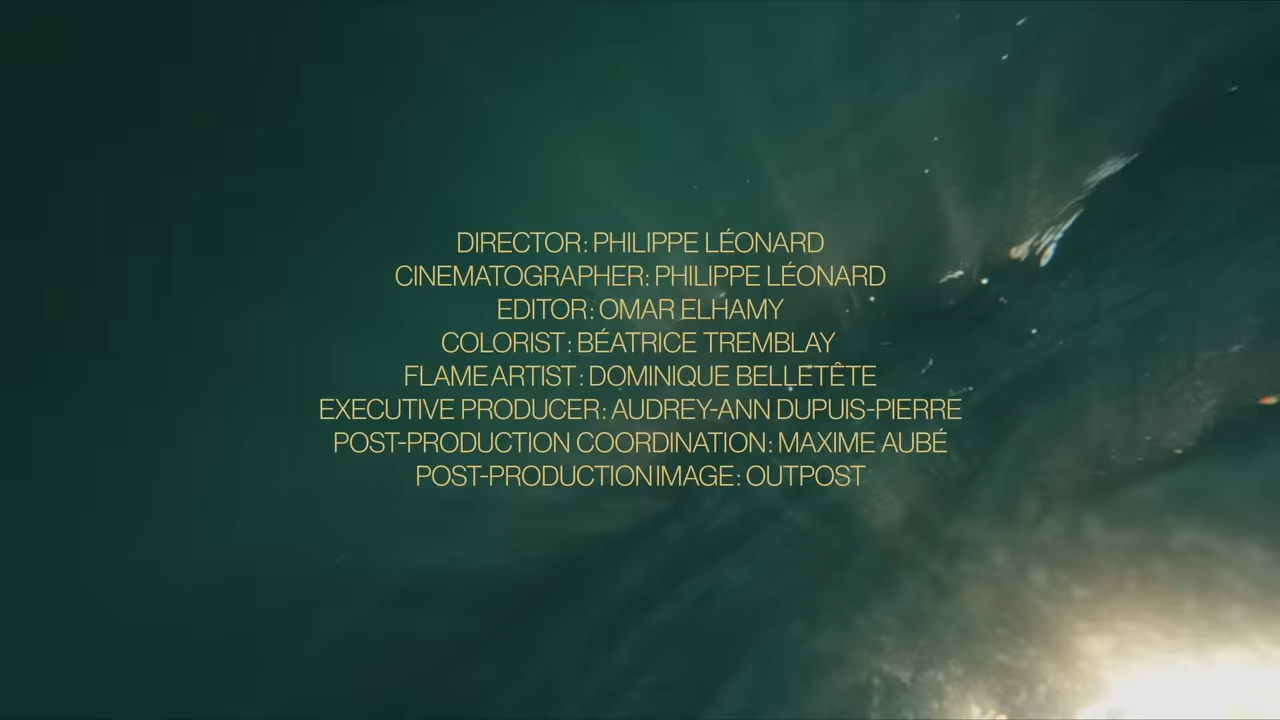 DIRECTOR: PHILIPPE LÉONARD
CINEMATOGRAPHER: PHILIPPE LÉONARD
EDITOR: OMAR ELHAMY
COLORIST: BÉATRICE TREMBLAY
FLAME ARTIST: DOMINIQUE BELLETÊTE
EXECUTIVE PRODUCER: AUDREY-ANN DUPUIS-PIERRE
POST-PRODUCTION COORDINATION: MAXIME AUBÉ
POST-PRODUCTION IMAGE: OUTPOST